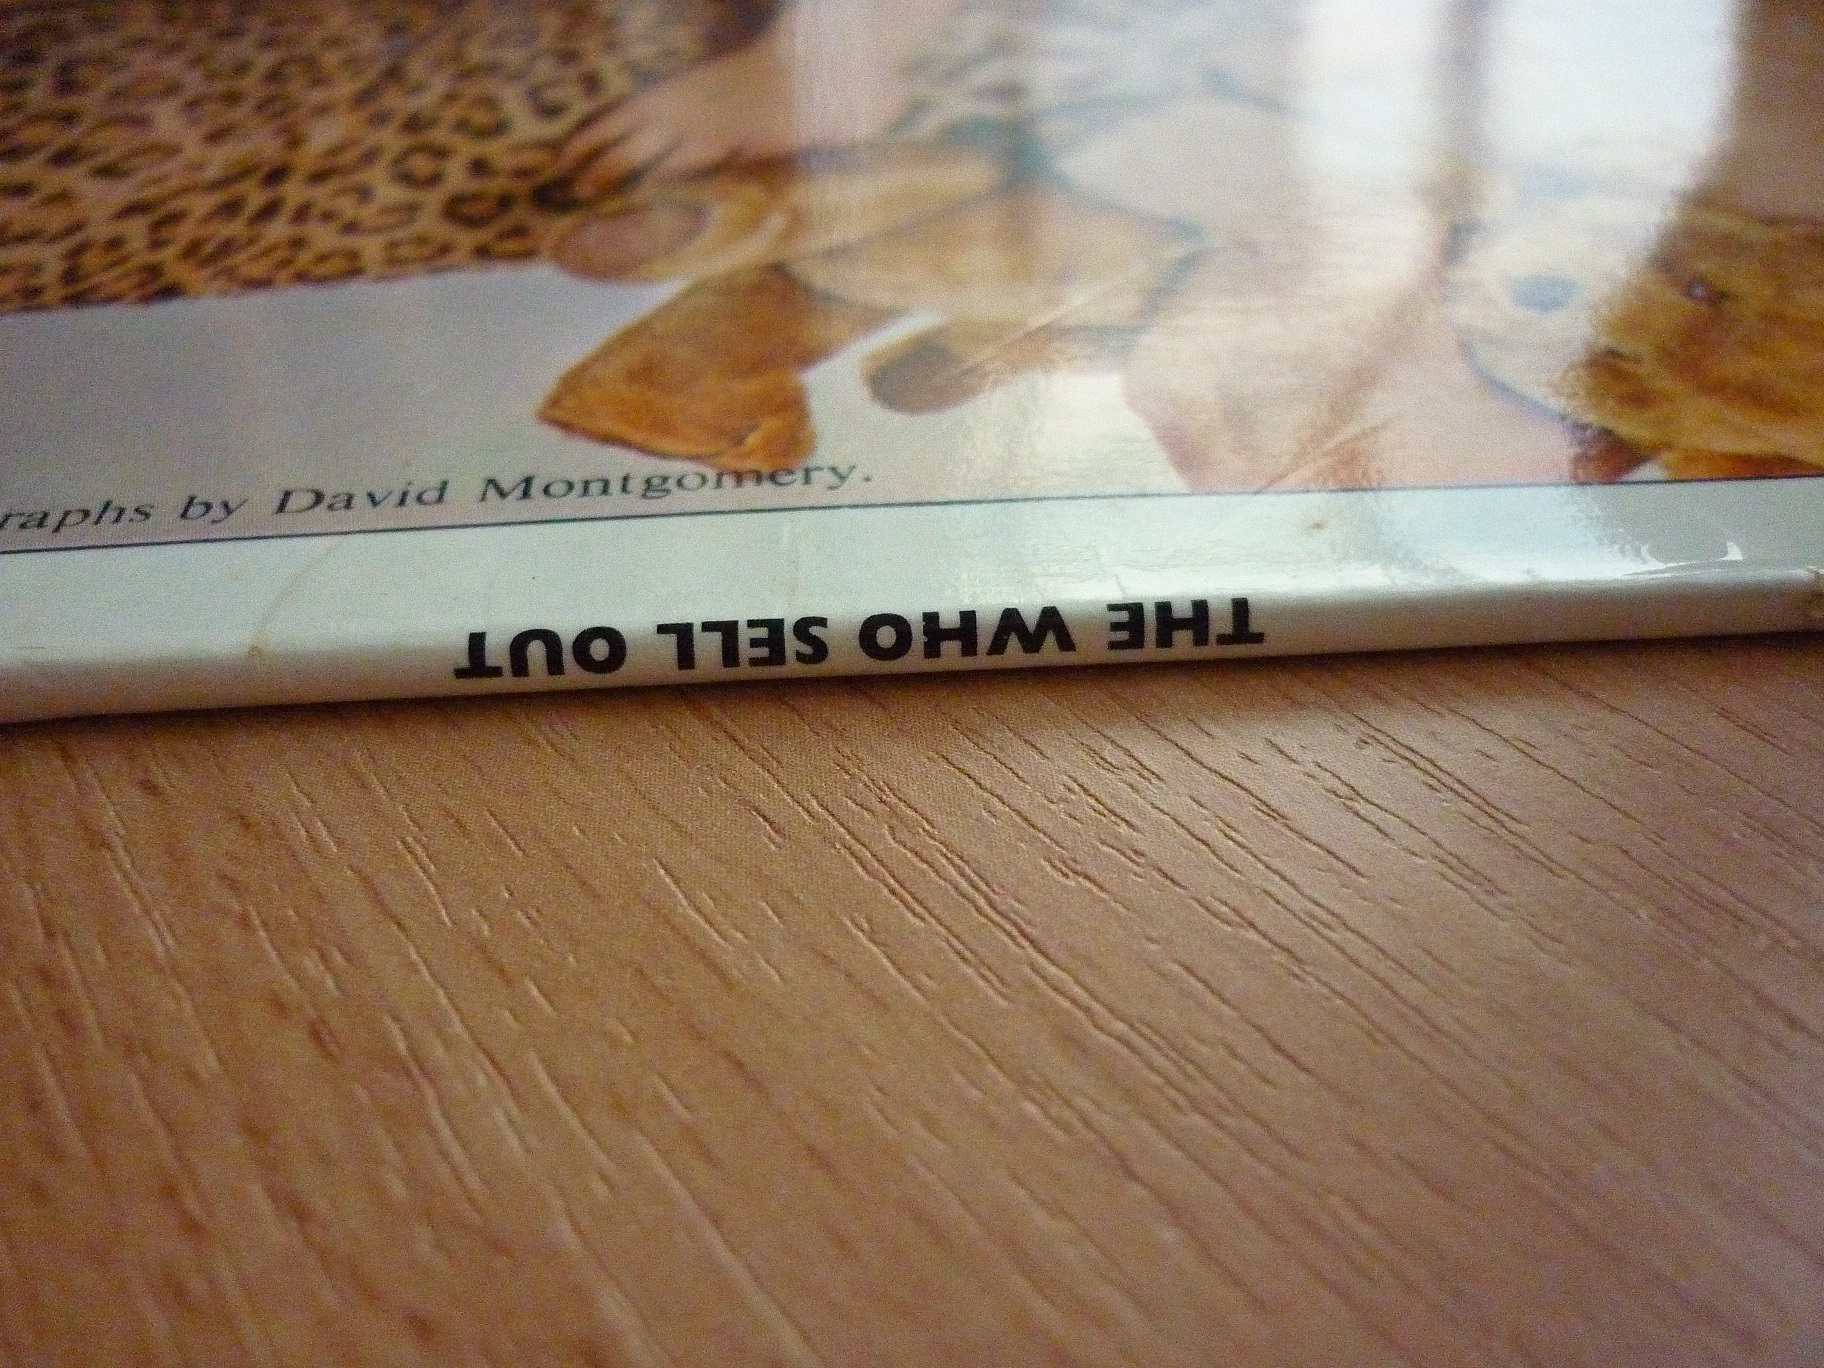 raphs by David Montgomery.
THE WHO SELL OUT